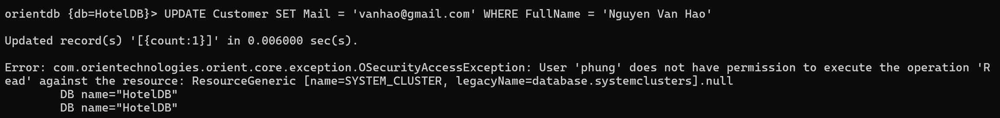 orientdb {db=HotelDB}> UPDATE Customer SET Mail = 'vanhao@gmail.com' WHERE FullName = 'Nguyen Van Hao'
Updated record(s) '[{count:1}]' in 0.006000 sec(s).
Error: com.orientechnologies.orient.core.exception.OSecurityAccessException: User 'phung' does not have permission to execute the operation 'R
ead' against the resource: ResourceGeneric [name=SYSTEM_CLUSTER, legacyName=database.systemclusters].null
DB name="HotelDB"
DB name="HotelDB"